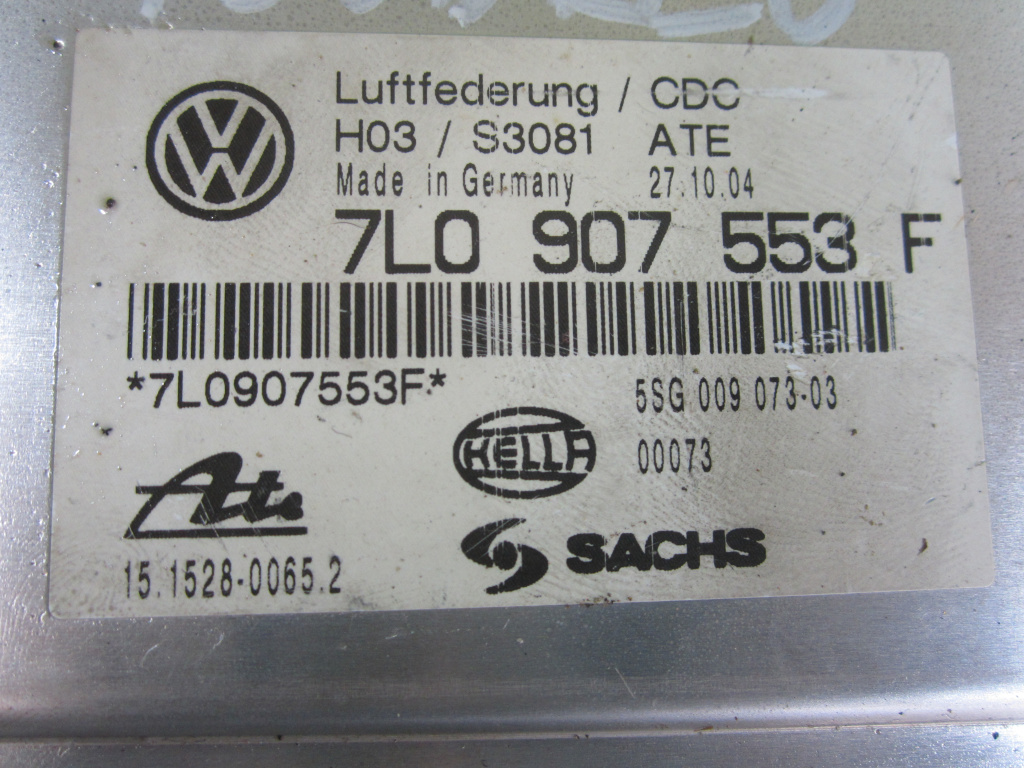 Luftfederung / CDC
H03 / S3081 ATE
Made in Germany 27.10.04
7L0 907 553 F
*7L0907553F*
5SG 009 073-03
HELLA
00073
Ate
SACHS
15.1528-0065.2